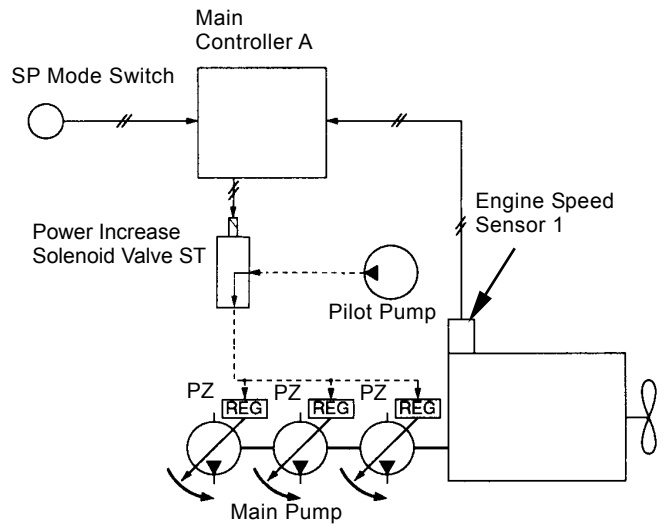 Main
Controller A
SP Mode Switch
Engine Speed
Sensor 1
Power Increase
Solenoid Valve ST
Pilot Pump
PZ PZ PZ
REG REG REG
Main Pump